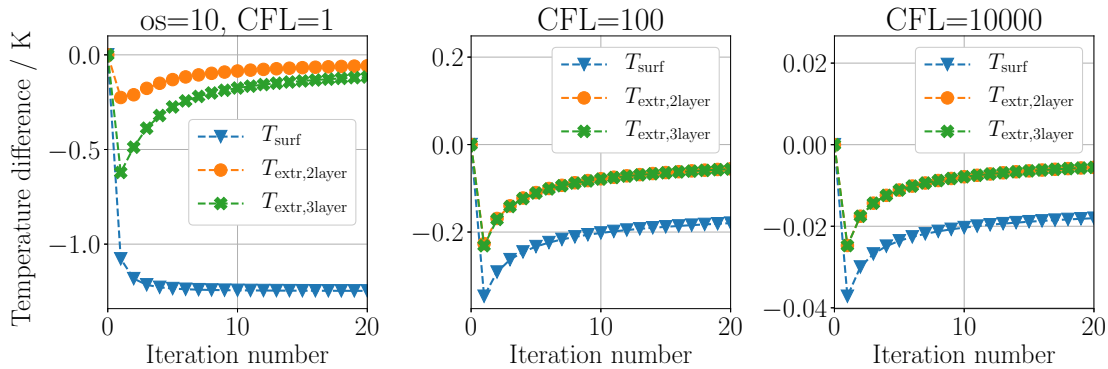 os=10, CFL=1
CFL=100
CFL=10000
Temperature difference / K
0.0
−0.5
−1.0
T_surf
T_extr,2layer
T_extr,3layer
0
10
20
Iteration number
0.2
0.0
−0.2
T_surf
T_extr,2layer
T_extr,3layer
0
10
20
Iteration number
0.02
0.00
−0.02
−0.04
T_surf
T_extr,2layer
T_extr,3layer
0
10
20
Iteration number